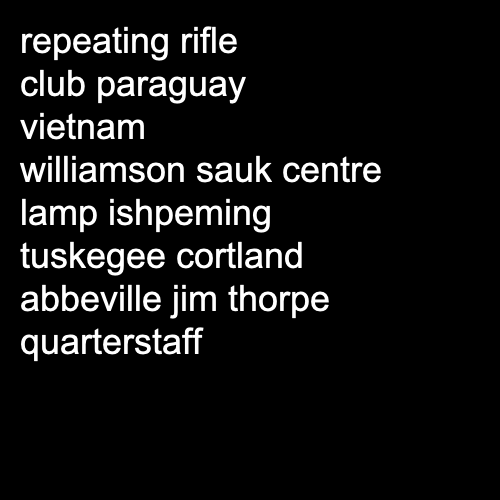 repeating rifle
club paraguay
vietnam
williamson sauk centre
lamp ishpeming
tuskegee cortland
abbeville jim thorpe
quarterstaff